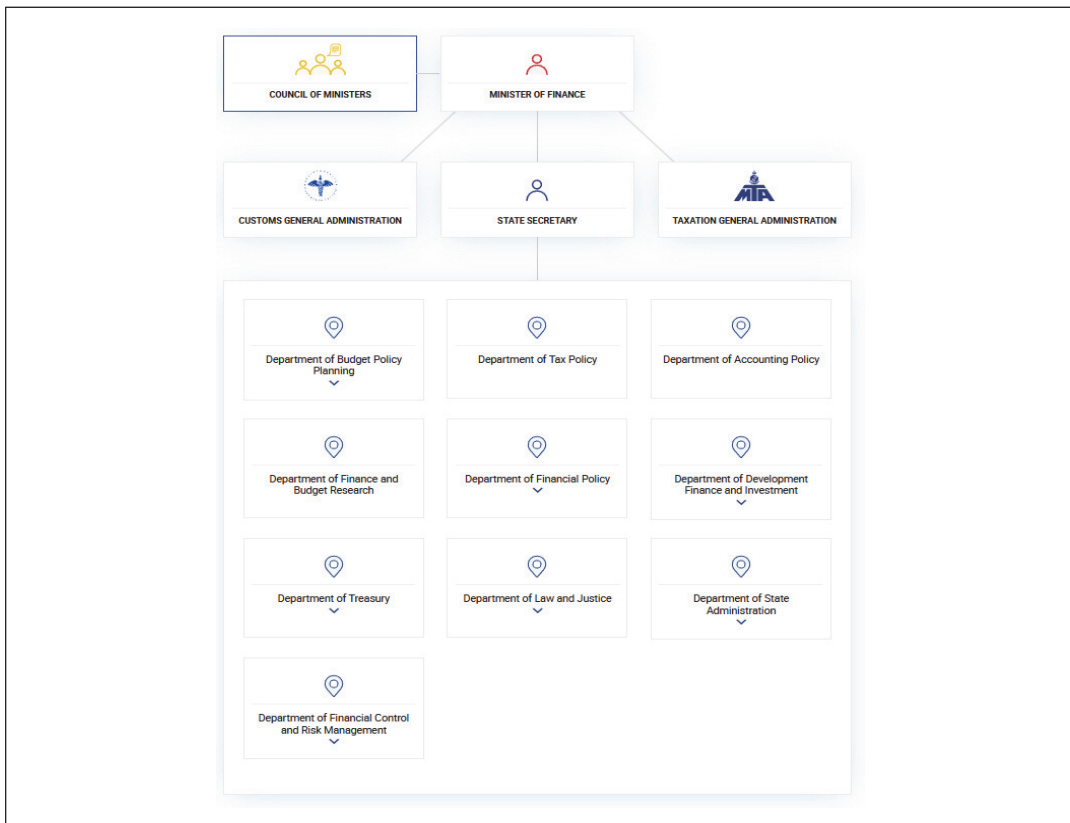 COUNCIL OF MINISTERS
MINISTER OF FINANCE
CUSTOMS GENERAL ADMINISTRATION
STATE SECRETARY
MTA
TAXATION GENERAL ADMINISTRATION
Department of Budget Policy
Planning
Department of Tax Policy
Department of Accounting Policy
Department of Finance and
Budget Research
Department of Financial Policy
Department of Development
Finance and Investment
Department of Treasury
Department of Law and Justice
Department of State
Administration
Department of Financial Control
and Risk Management